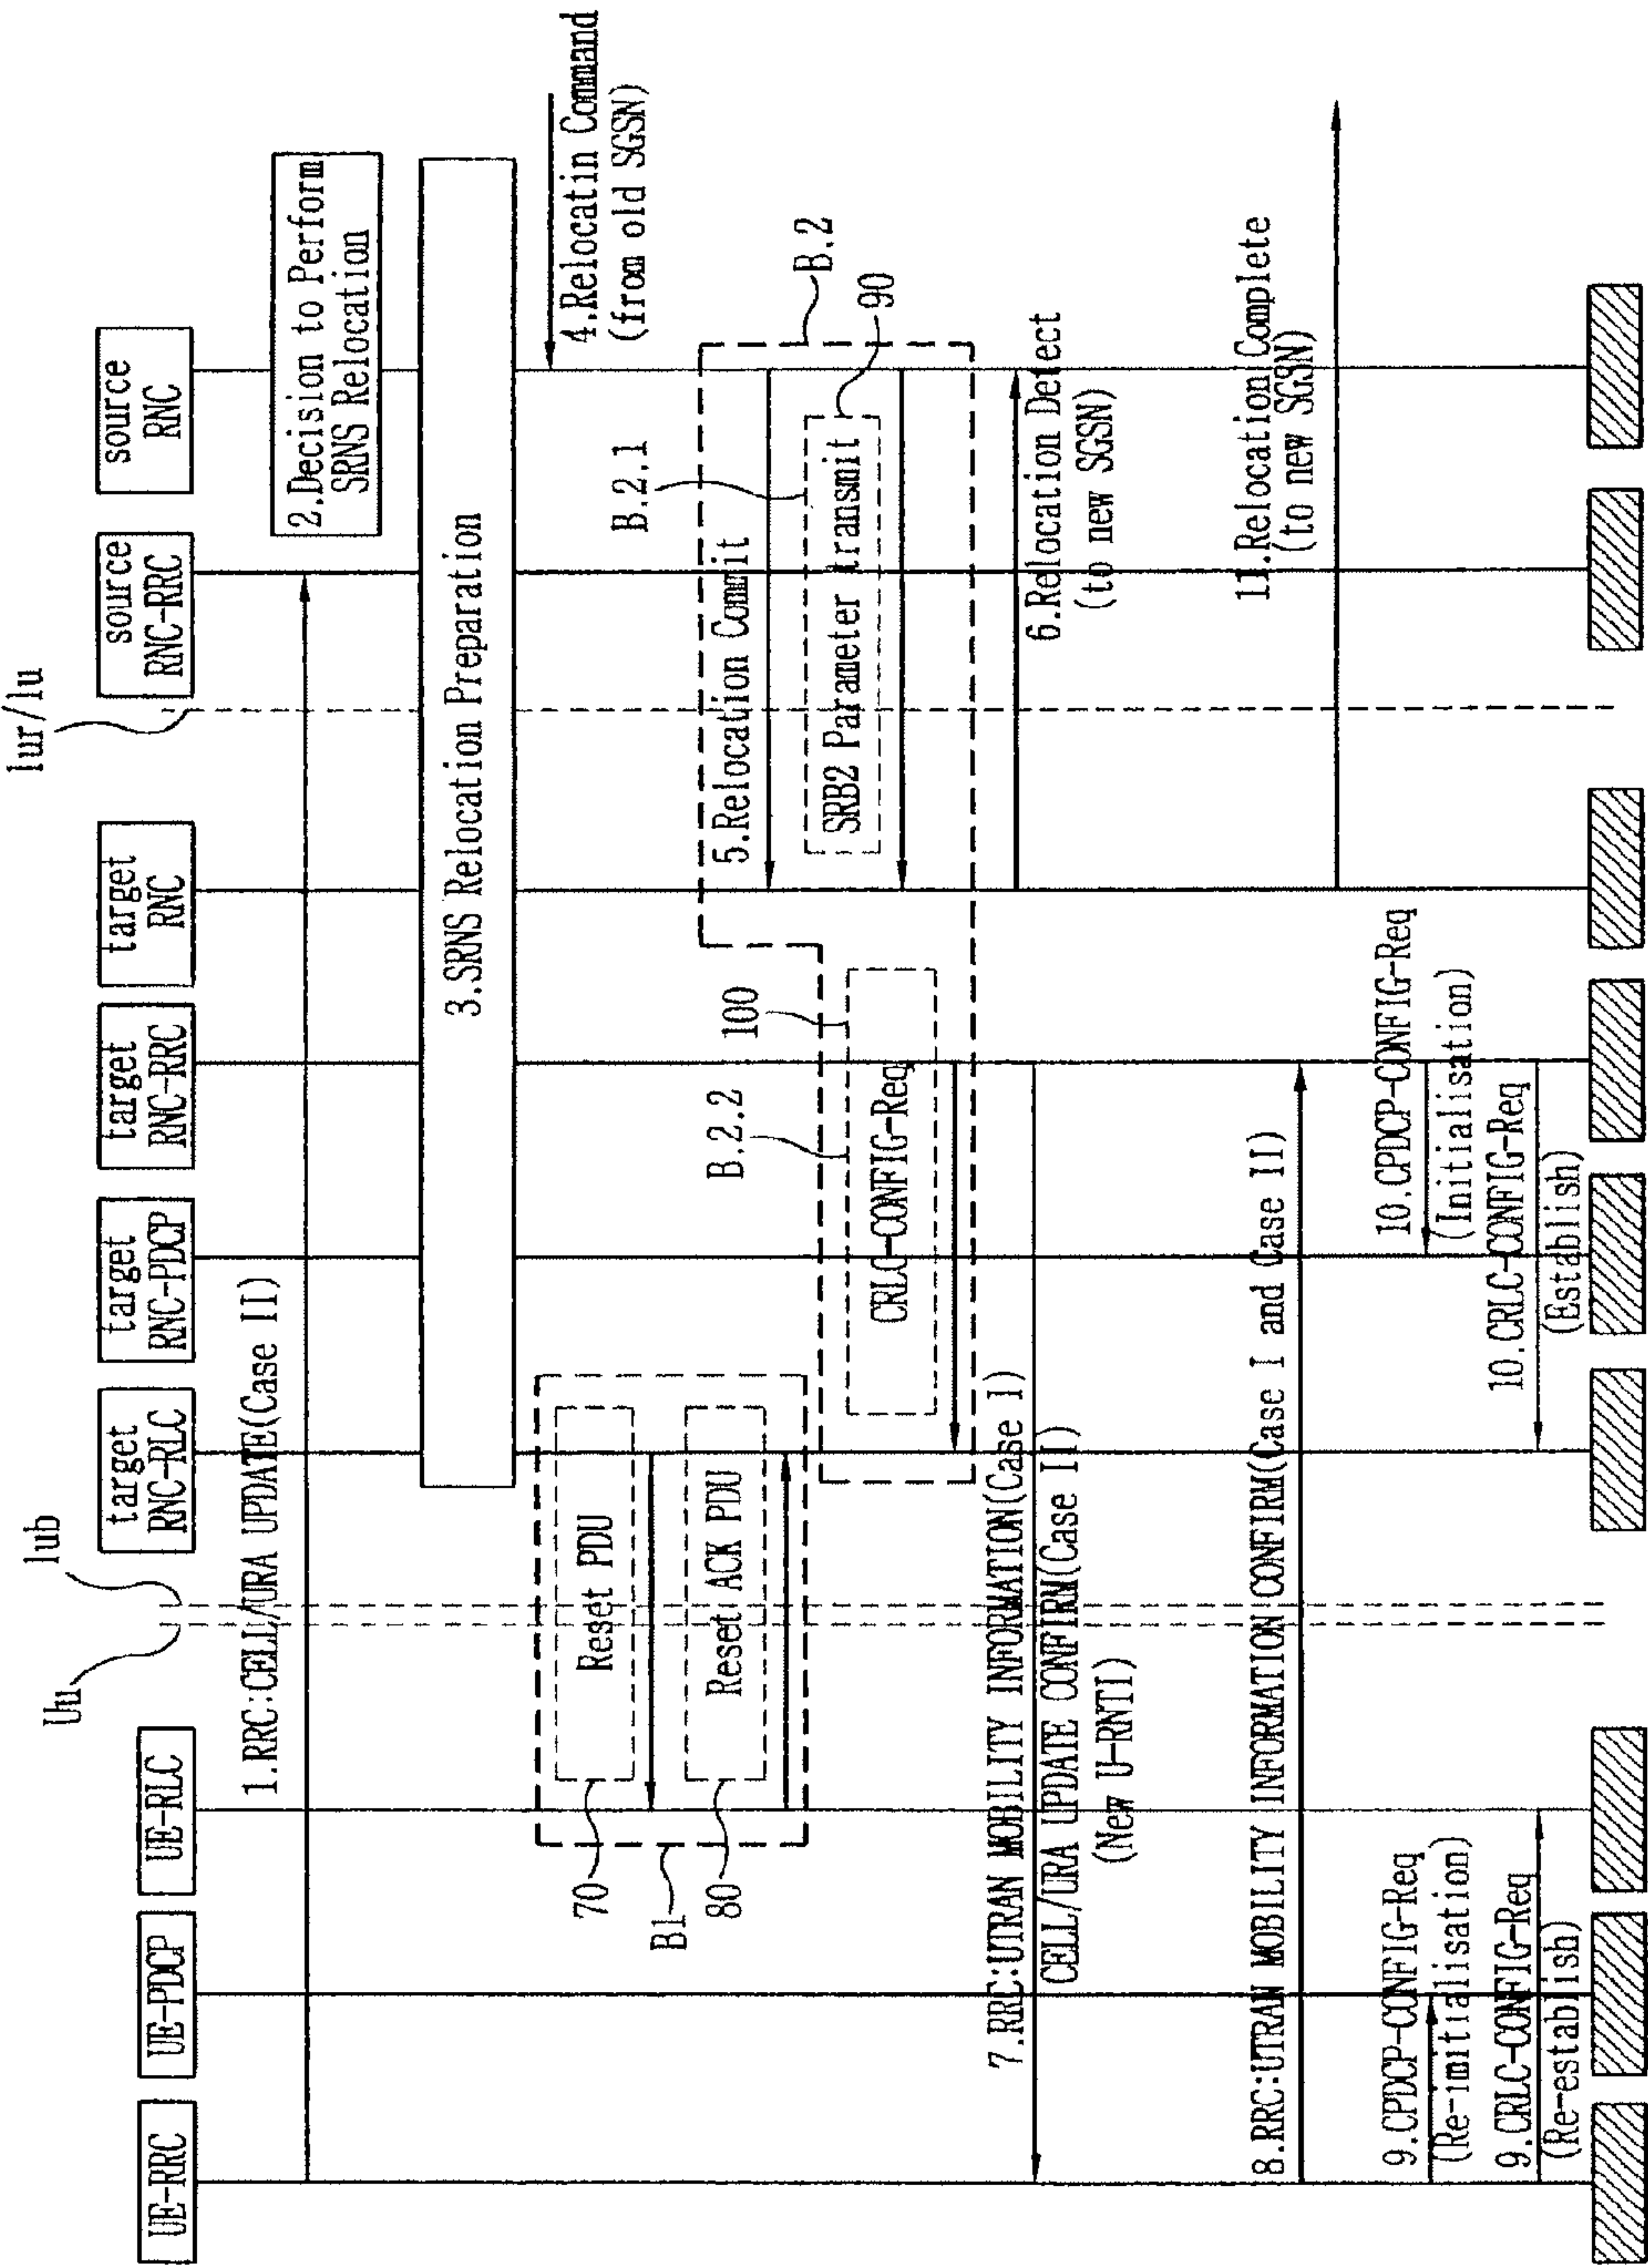 Uu
lub
lur/lu
UE-RRC
UE-PDCP
UE-RLC
target
RNC-RLC
target
RNC-PDCP
target
RNC-RRC
target
RNC
source
RNC-RRC
source
RNC
1.RRC:CELL/URA UPDATE(Case II)
2.Decision to Perform
SRNS Relocation
3.SRNS Relocation Preparation
4.Relocatin Command
(from old SGSN)
70
Reset PDU
80
Reset ACK PDU
B1
5.Relocation Commit
B.2.1
B.2
SRB2 Parameter transmit
90
B.2.2
100
CRLC-CONFIG-Req
6.Relocation Detect
(to new SGSN)
7.RRC:UTRAN MOBILITY INFORMATION(Case I)
CELL/URA UPDATE CONFIRM(Case II)
(New U-RNTI)
8.RRC:UTRAN MOBILITY INFORMATION CONFIRM(Case I and Case II)
11.Relocation Complete
(to new SGSN)
9.CPDCP-CONFIG-Req
(Re-imitialisation)
9.CRLC-CONFIG-Req
(Re-establish)
10.CPDCP-CONFIG-Req
(Initialisation)
10.CRLC-CONFIG-Req
(Establish)